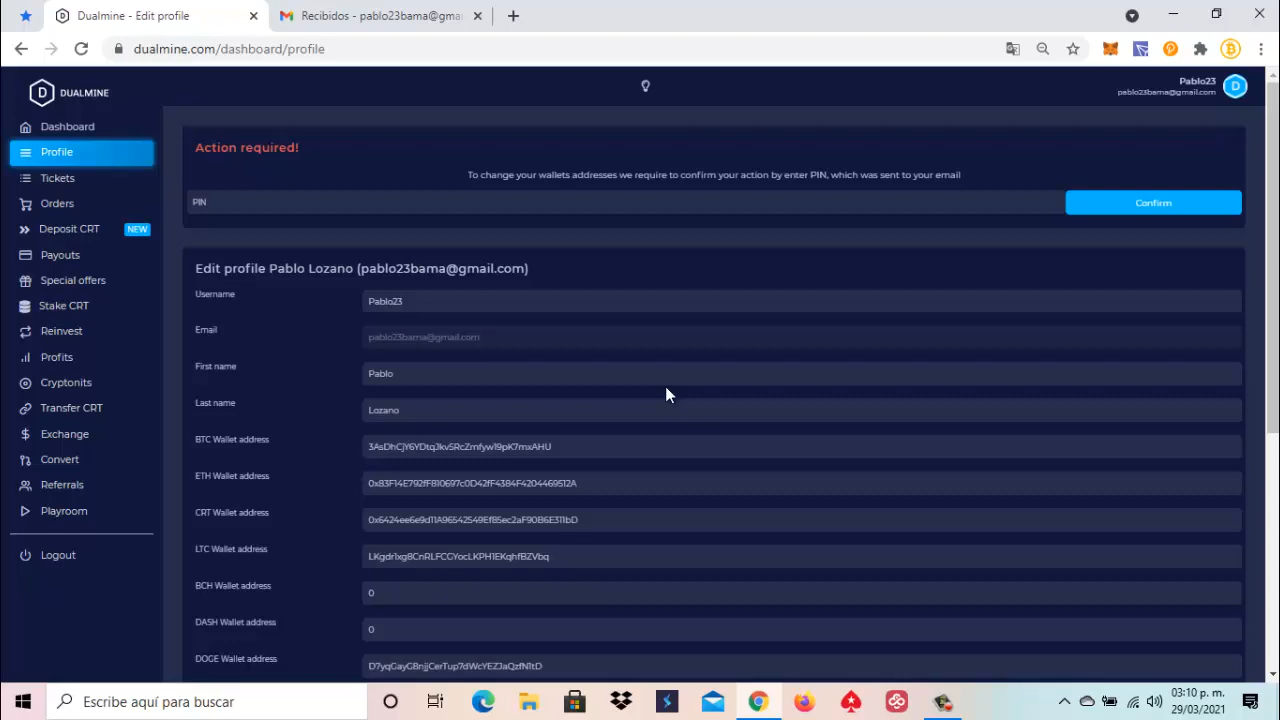 Dualmine - Edit profile
Recibidos - pablo23bama@gma
dualmine.com/dashboard/profile
DUALMINE
Pablo23
pablo23bama@gmail.com
Dashboard
Profile
Tickets
Orders
Deposit CRT NEW
Payouts
Special offers
Stake CRT
Reinvest
Profits
Cryptonits
Transfer CRT
Exchange
Convert
Referrals
Playroom
Logout
Action required!
To change your wallets addresses we require to confirm your action by enter PIN, which was sent to your email
PIN
Confirm
Edit profile Pablo Lozano (pablo23bama@gmail.com)
Username Pablo23
Email pablo23bama@gmail.com
First name Pablo
Last name Lozano
BTC Wallet address 3AsDhCjY6YDtqJkv5RcZmfyw19pK7mxAHU
ETH Wallet address 0x83F14E792fF810697c0D42fF4384F4204469512A
CRT Wallet address 0x6424ee6e9d11A96542549Ef85ec2aF90B6E311bD
LTC Wallet address LKgdr1xg8CnRLFCGYocLKPH1EKqhfBZVbq
BCH Wallet address 0
DASH Wallet address 0
DOGE Wallet address D7yqGayG8njjCerTup7dWcYEZJaQzfN1tD
Escribe aquí para buscar
03:10 p. m.
29/03/2021